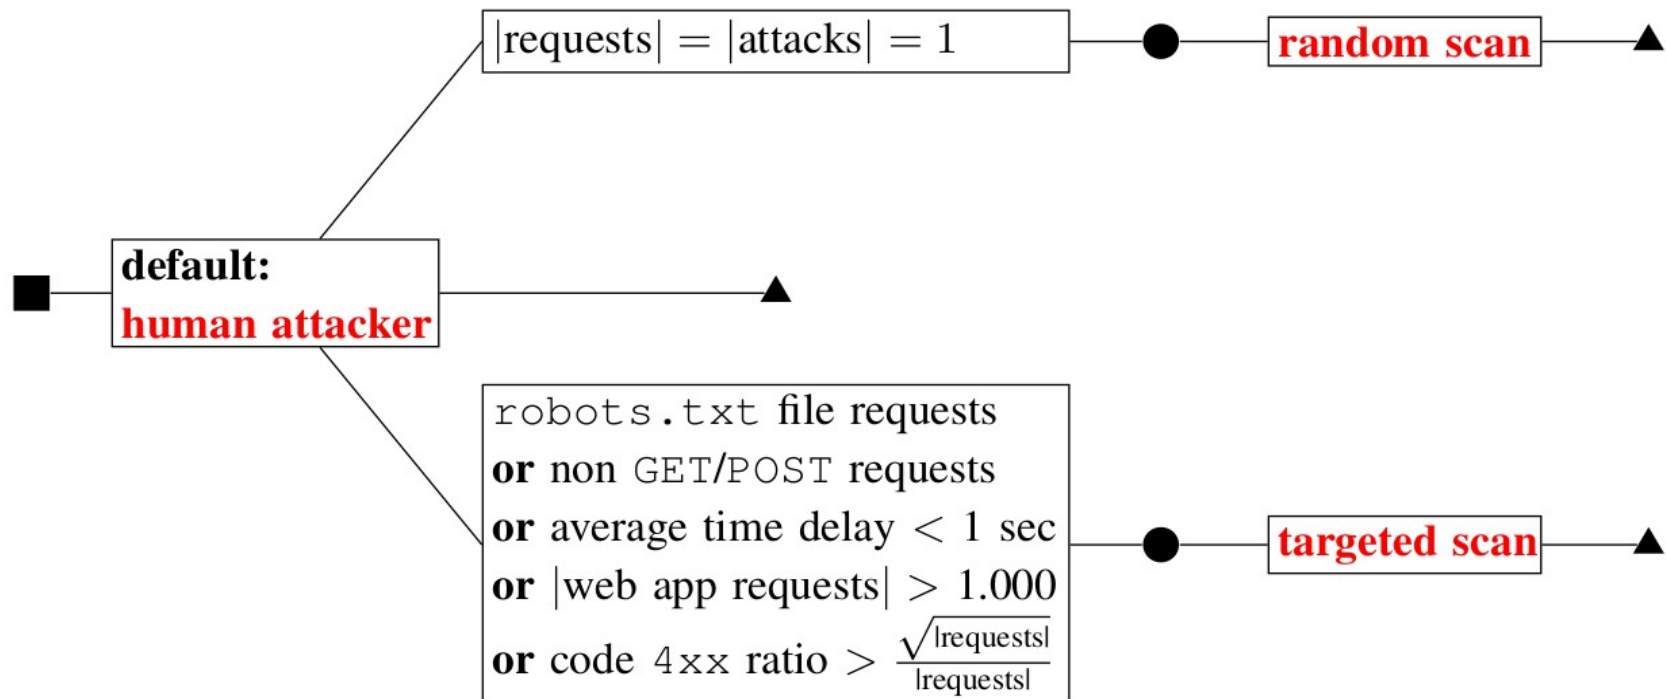 |requests| = |attacks| = 1
random scan
default:
human attacker
robots.txt file requests
or non GET/POST requests
or average time delay < 1 sec
or |web app requests| > 1.000
or code 4xx ratio > √|requests| / |requests|
targeted scan